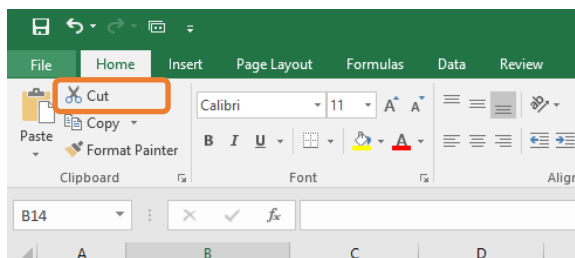 File Home Insert Page Layout Formulas Data Review
Cut
Calibri 11 A A
Copy
Paste
B I U A
Format Painter
Clipboard Font Align
B14 fx
A B C D